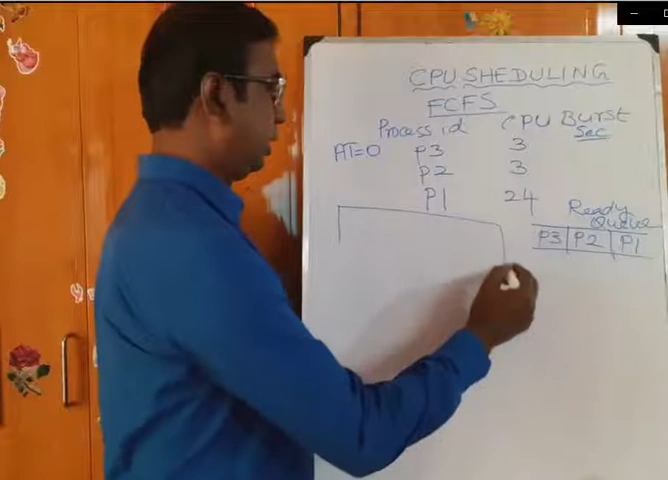 CPU SHEDULING
FCFS
Process id CPU Burst
Sec
AT=0 P3 3
P2 3
P1 24
Ready
Queue
P3 P2 P1